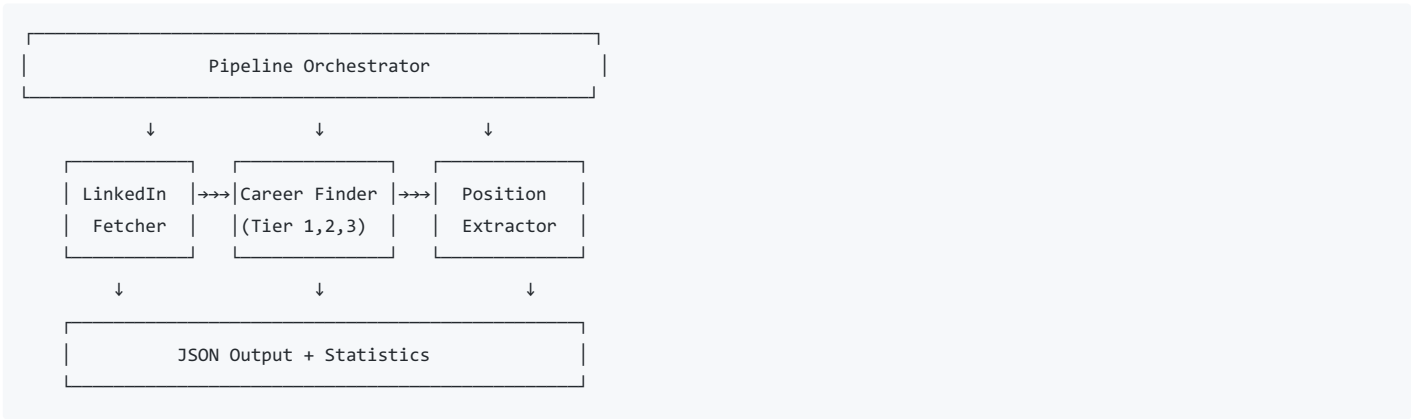 Pipeline Orchestrator
↓ ↓ ↓
LinkedIn →→→ Career Finder →→→ Position
Fetcher (Tier 1,2,3) Extractor
↓ ↓ ↓
JSON Output + Statistics